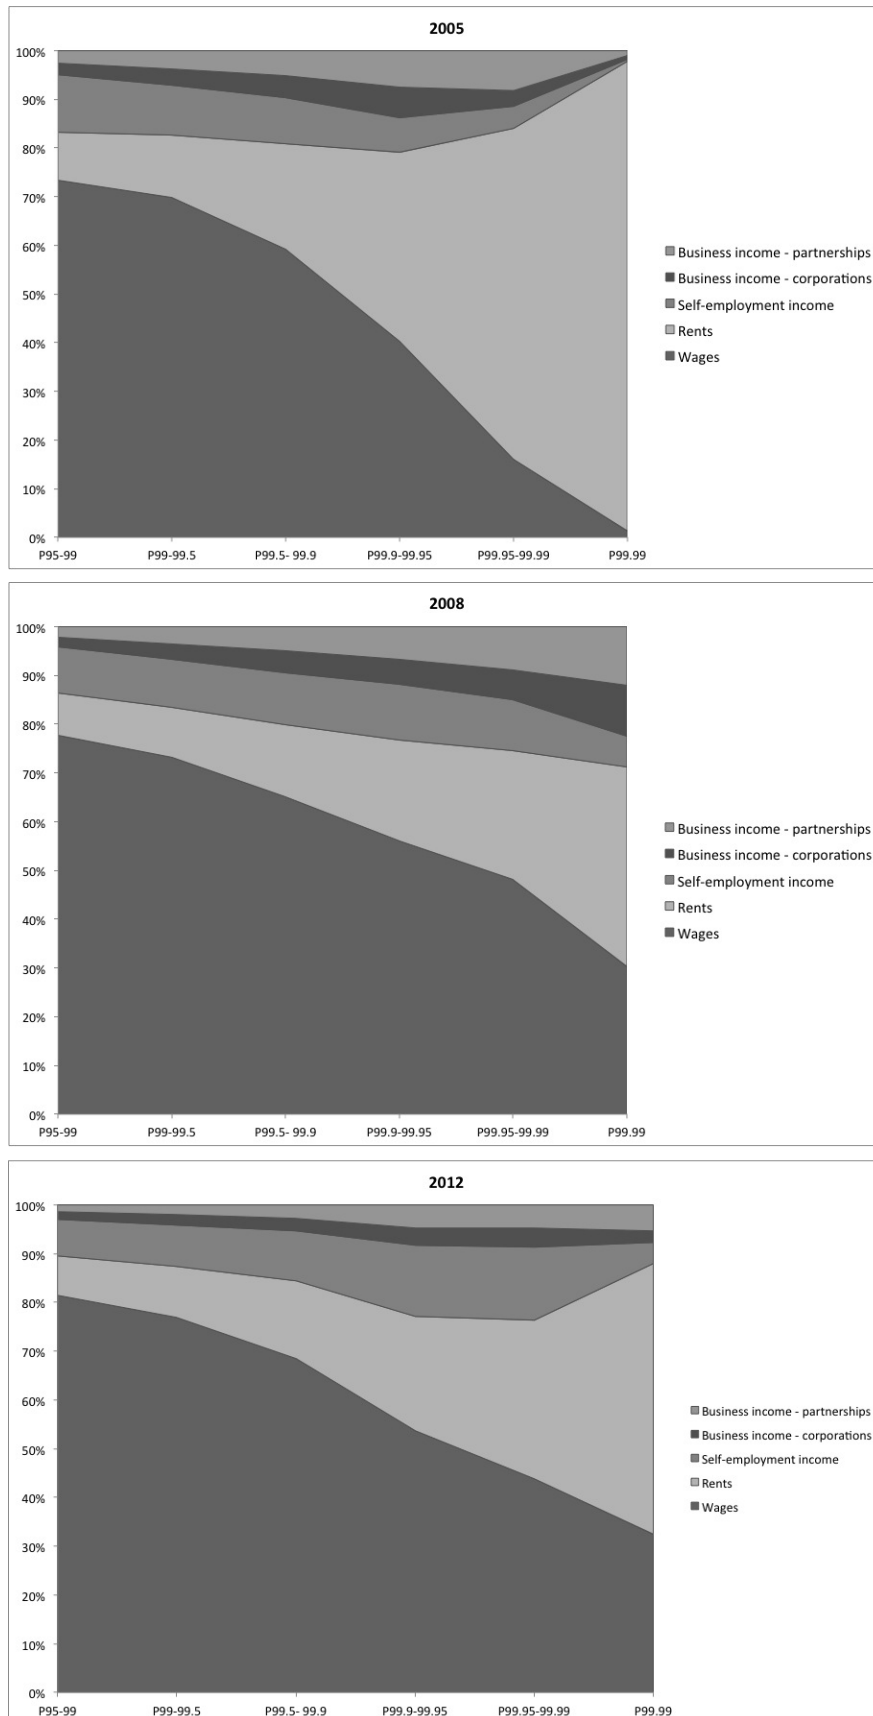 2005
100%
90%
80%
70%
60%
50%
40%
30%
20%
10%
0%
P95-99 P99-99.5 P99.5- 99.9 P99.9-99.95 P99.95-99.99 P99.99
Business income - partnerships
Business income - corporations
Self-employment income
Rents
Wages
2008
100%
90%
80%
70%
60%
50%
40%
30%
20%
10%
0%
P95-99 P99-99.5 P99.5- 99.9 P99.9-99.95 P99.95-99.99 P99.99
Business income - partnerships
Business income - corporations
Self-employment income
Rents
Wages
2012
100%
90%
80%
70%
60%
50%
40%
30%
20%
10%
0%
P95-99 P99-99.5 P99.5- 99.9 P99.9-99.95 P99.95-99.99 P99.99
Business income - partnerships
Business income - corporations
Self-employment income
Rents
Wages